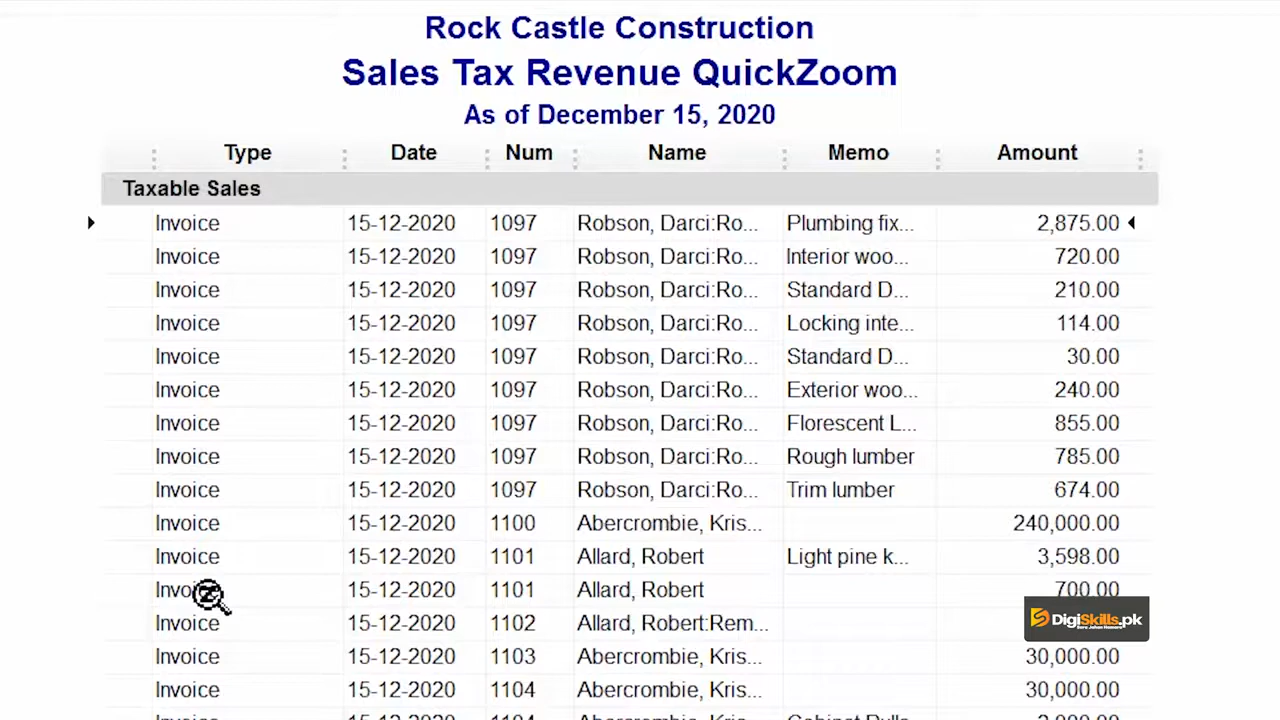 Rock Castle Construction
Sales Tax Revenue QuickZoom
As of December 15, 2020
Type Date Num Name Memo Amount
Taxable Sales
Invoice 15-12-2020 1097 Robson, Darci:Ro... Plumbing fix... 2,875.00
Invoice 15-12-2020 1097 Robson, Darci:Ro... Interior woo... 720.00
Invoice 15-12-2020 1097 Robson, Darci:Ro... Standard D... 210.00
Invoice 15-12-2020 1097 Robson, Darci:Ro... Locking inte... 114.00
Invoice 15-12-2020 1097 Robson, Darci:Ro... Standard D... 30.00
Invoice 15-12-2020 1097 Robson, Darci:Ro... Exterior woo... 240.00
Invoice 15-12-2020 1097 Robson, Darci:Ro... Florescent L... 855.00
Invoice 15-12-2020 1097 Robson, Darci:Ro... Rough lumber 785.00
Invoice 15-12-2020 1097 Robson, Darci:Ro... Trim lumber 674.00
Invoice 15-12-2020 1100 Abercrombie, Kris... 240,000.00
Invoice 15-12-2020 1101 Allard, Robert Light pine k... 3,598.00
Invoice 15-12-2020 1101 Allard, Robert 700.00
Invoice 15-12-2020 1102 Allard, Robert:Rem...
DigiSkills.pk
Invoice 15-12-2020 1103 Abercrombie, Kris... 30,000.00
Invoice 15-12-2020 1104 Abercrombie, Kris... 30,000.00